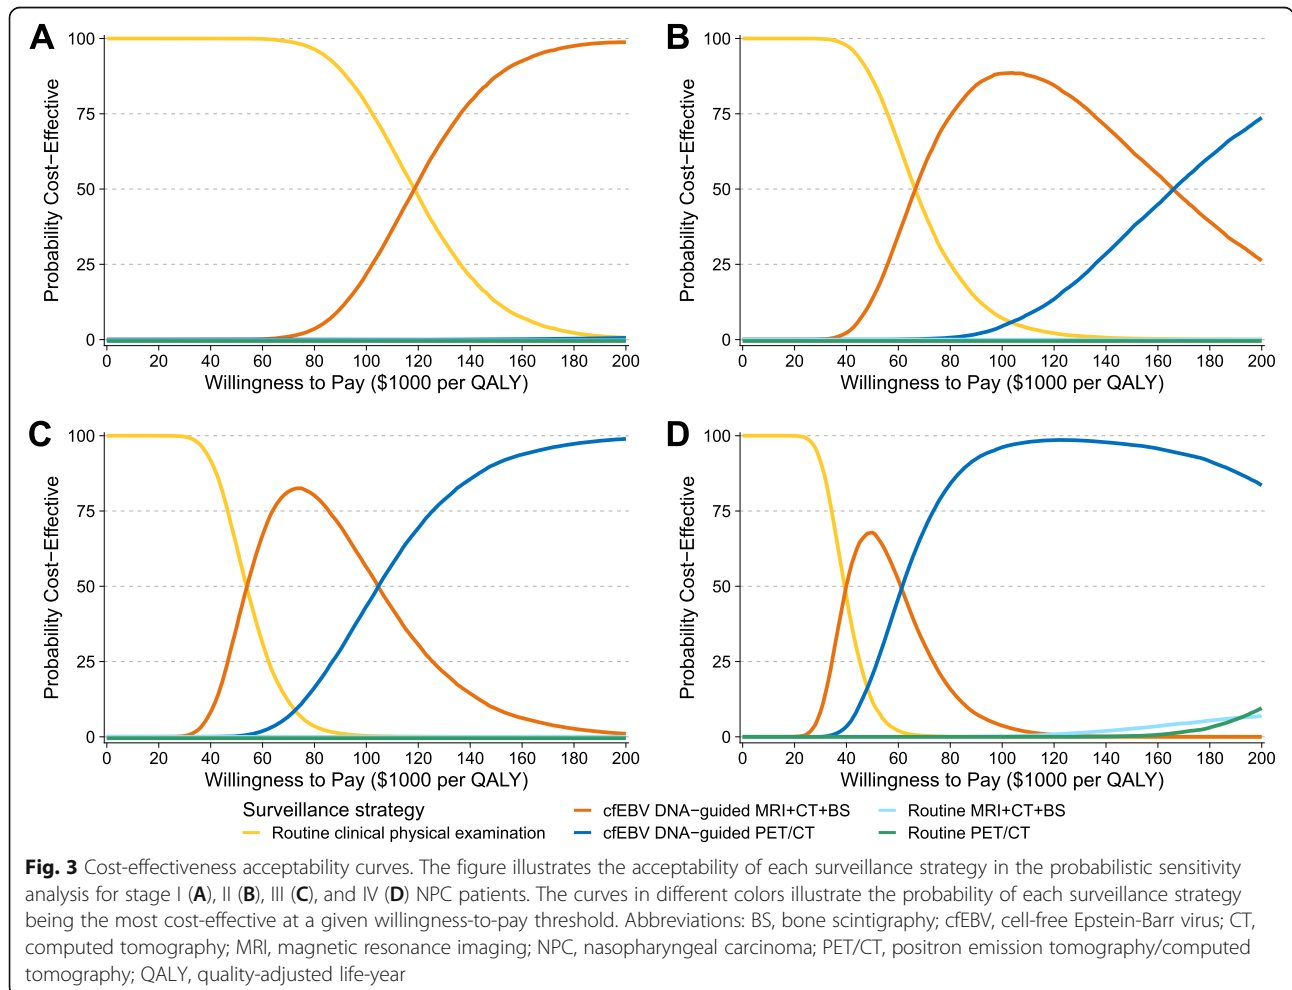 A
B
100
75
50
25
0
Probability Cost−Effective
0 20 40 60 80 100 120 140 160 180 200
Willingness to Pay ($1000 per QALY)
100
75
50
25
0
Probability Cost−Effective
0 20 40 60 80 100 120 140 160 180 200
Willingness to Pay ($1000 per QALY)
C
D
100
75
50
25
0
Probability Cost−Effective
0 20 40 60 80 100 120 140 160 180 200
Willingness to Pay ($1000 per QALY)
100
75
50
25
0
Probability Cost−Effective
0 20 40 60 80 100 120 140 160 180 200
Willingness to Pay ($1000 per QALY)
Surveillance strategy
Routine clinical physical examination
cfEBV DNA−guided MRI+CT+BS
cfEBV DNA−guided PET/CT
Routine MRI+CT+BS
Routine PET/CT
Fig. 3 Cost-effectiveness acceptability curves. The figure illustrates the acceptability of each surveillance strategy in the probabilistic sensitivity
analysis for stage I (A), II (B), III (C), and IV (D) NPC patients. The curves in different colors illustrate the probability of each surveillance strategy
being the most cost-effective at a given willingness-to-pay threshold. Abbreviations: BS, bone scintigraphy; cfEBV, cell-free Epstein-Barr virus; CT,
computed tomography; MRI, magnetic resonance imaging; NPC, nasopharyngeal carcinoma; PET/CT, positron emission tomography/computed
tomography; QALY, quality-adjusted life-year